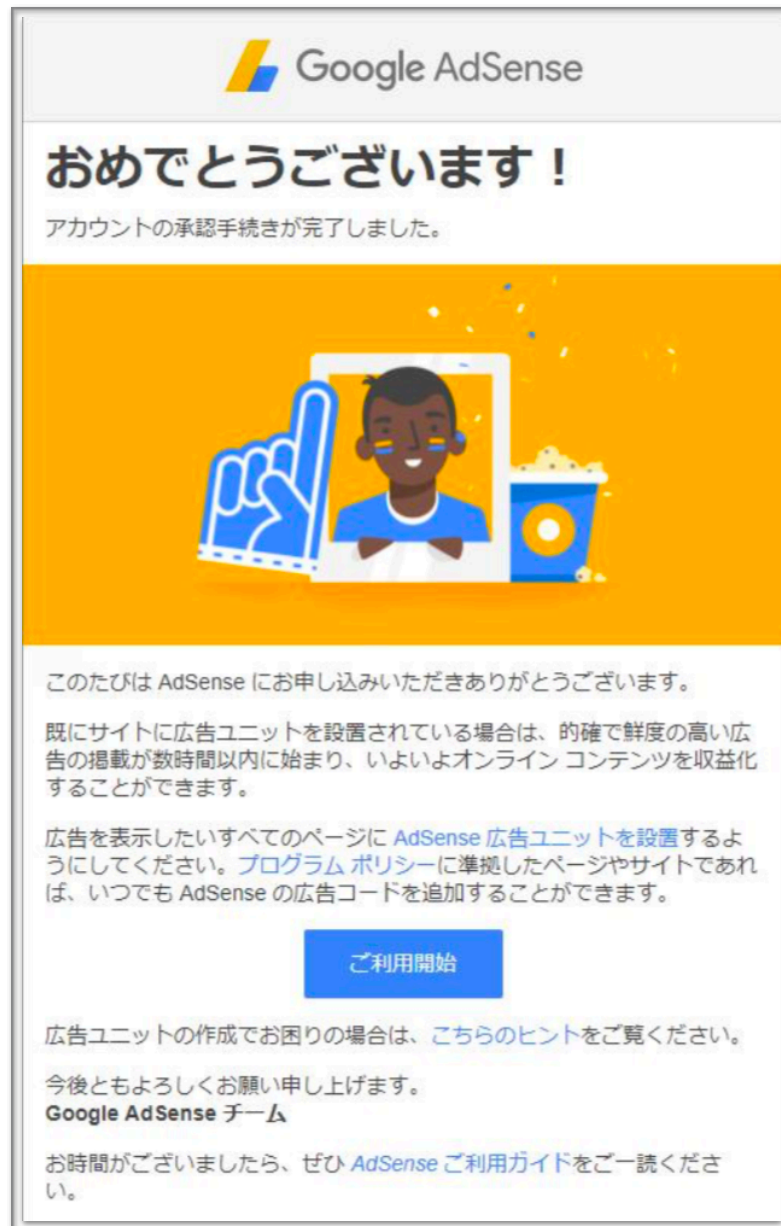 Google AdSense
おめでとうございます！
アカウントの承認手続きが完了しました。
このたびは AdSense にお申し込みいただきありがとうございます。
既にサイトに広告ユニットを設置されている場合は、的確で鮮度の高い広
告の掲載が数時間以内に始まり、いよいよオンライン コンテンツを収益化
することができます。
広告を表示したいすべてのページに AdSense 広告ユニットを設置するよ
うにしてください。プログラム ポリシーに準拠したページやサイトであれ
ば、いつでも AdSense の広告コードを追加することができます。
ご利用開始
広告ユニットの作成でお困りの場合は、こちらのヒントをご覧ください。
今後ともよろしくお願い申し上げます。
Google AdSense チーム
お時間がございましたら、ぜひ AdSense ご利用ガイドをご一読くださ
い。